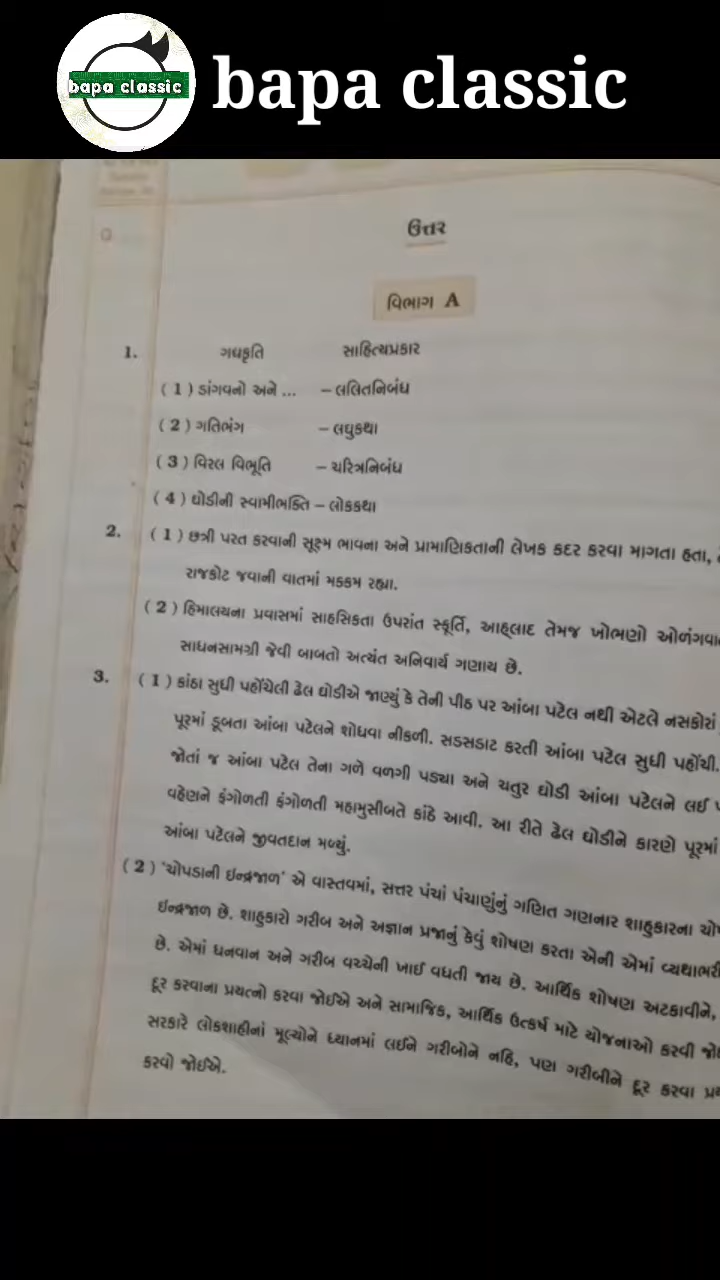 bapa classic
bapa classic
ઉત્તર
વિભાગ A
1. ગદ્યકૃતિ સાહિત્યપ્રકાર
( 1 ) ડાંગવનો અને ... – લલિતનિબંધ
( 2 ) ગતિભંગ – લઘુકથા
( 3 ) વિરલ વિભૂતિ – ચરિત્રનિબંધ
( 4 ) ઘોડીની સ્વામીભક્તિ – લોકકથા
2. ( 1 ) છત્રી પરત કરવાની સૂક્ષ્મ ભાવના અને પ્રામાણિકતાની લેખક કદર કરવા માગતા હતા,
રાજકોટ જવાની વાતમાં મક્કમ રહ્યા.
( 2 ) હિમાલયના પ્રવાસમાં સાહસિકતા ઉપરાંત સ્ફૂર્તિ, આહ્લાદ તેમજ ખોભણો ઓળંગવા
સાધનસામગ્રી જેવી બાબતો અત્યંત અનિવાર્ય ગણાય છે.
3. ( 1 ) કાંઠા સુધી પહોંચેલી ઢેલ ઘોડીએ જાણ્યું કે તેની પીઠ પર આંબા પટેલ નથી એટલે નસકોરાં
પૂરમાં ડૂબતા આંબા પટેલને શોધવા નીકળી. સડસડાટ કરતી આંબા પટેલ સુધી પહોંચી.
જોતાં જ આંબા પટેલ તેના ગળે વળગી પડ્યા અને ચતુર ઘોડી આંબા પટેલને લઈ
વહેણને ફંગોળતી ફંગોળતી મહામુસીબતે કાંઠે આવી. આ રીતે ઢેલ ઘોડીને કારણે પૂરમાં
આંબા પટેલને જીવતદાન મળ્યું.
( 2 ) ‘ચોપડાની ઇન્દ્રજાળ’ એ વાસ્તવમાં, સત્તર પંચાં પંચાણુંનું ગણિત ગણનાર શાહુકારના
ઇન્દ્રજાળ છે. શાહુકારો ગરીબ અને અજ્ઞાન પ્રજાનું કેવું શોષણ કરતા એની એમાં વ્યથાભરી
છે. એમાં ધનવાન અને ગરીબ વચ્ચેની ખાઈ વધતી જાય છે. આર્થિક શોષણ અટકાવીને,
દૂર કરવાના પ્રયત્નો કરવા જોઈએ અને સામાજિક, આર્થિક ઉત્કર્ષ માટે યોજનાઓ કરવી
સરકારે લોકશાહીનાં મૂલ્યોને ધ્યાનમાં લઈને ગરીબોને નહિ, પણ ગરીબીને દૂર કરવા
કરવો જોઈએ.